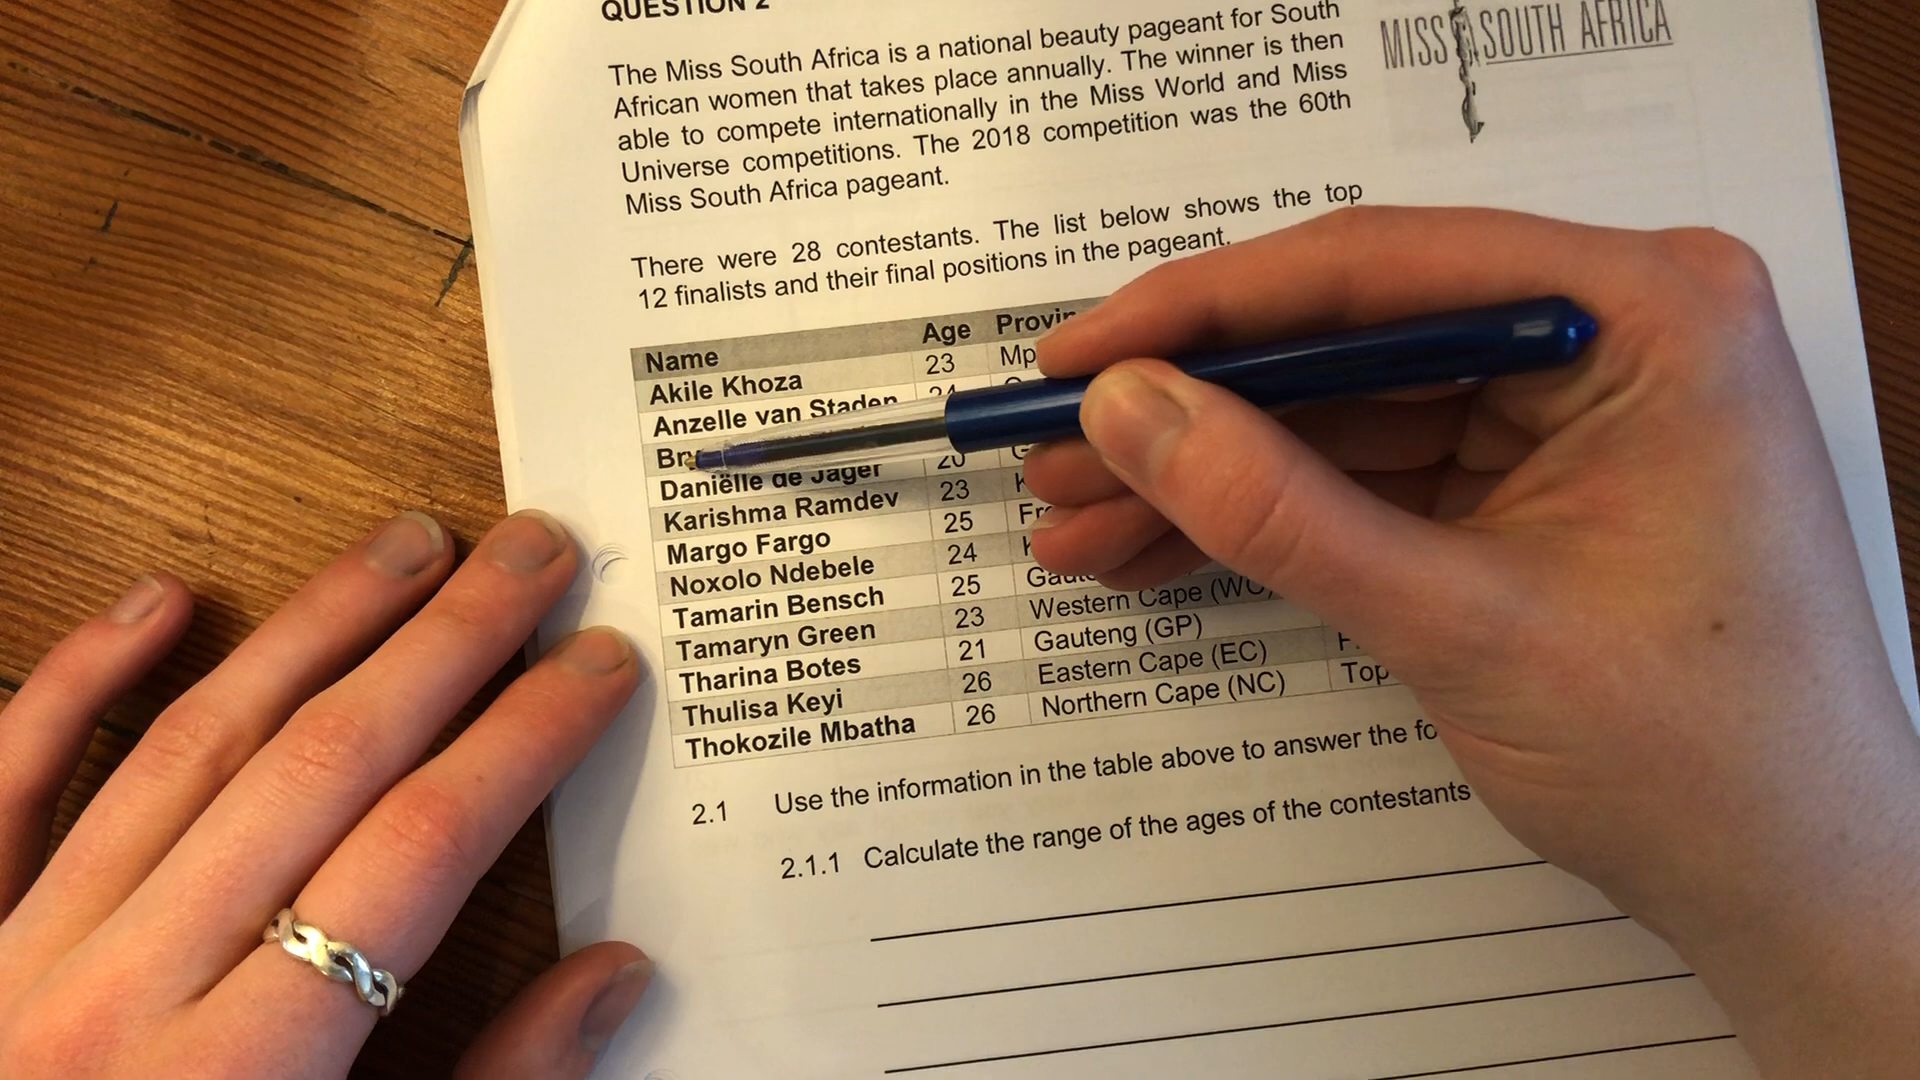 QUESTION 2
MISS SOUTH AFRICA
The Miss South Africa is a national beauty pageant for South
African women that takes place annually. The winner is then
able to compete internationally in the Miss World and Miss
Universe competitions. The 2018 competition was the 60th
Miss South Africa pageant.
There were 28 contestants. The list below shows the top
12 finalists and their final positions in the pageant.
Name Age
Akile Khoza 23
Anzelle van Staden 24
Daniëlle de Jager 20
Karishma Ramdev 23
Margo Fargo 25
Noxolo Ndebele 24
Tamarin Bensch 25
Tamaryn Green 23 Western Cape (WC)
Tharina Botes 21 Gauteng (GP)
Thulisa Keyi 26 Eastern Cape (EC)
Thokozile Mbatha 26 Northern Cape (NC) Top
2.1 Use the information in the table above to answer the
2.1.1 Calculate the range of the ages of the contestants